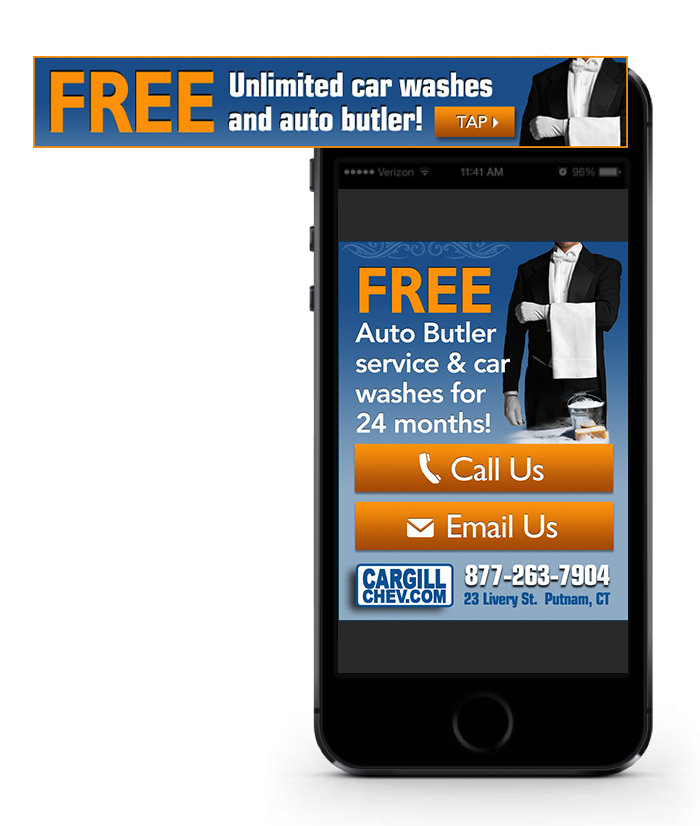 FREE
Unlimited car washes
and auto butler!
TAP
Verizon 11:41 AM 96%
FREE
Auto Butler
service & car
washes for
24 months!
Call Us
Email Us
CARGILL
CHEV.COM
877-263-7904
23 Livery St. Putnam, CT